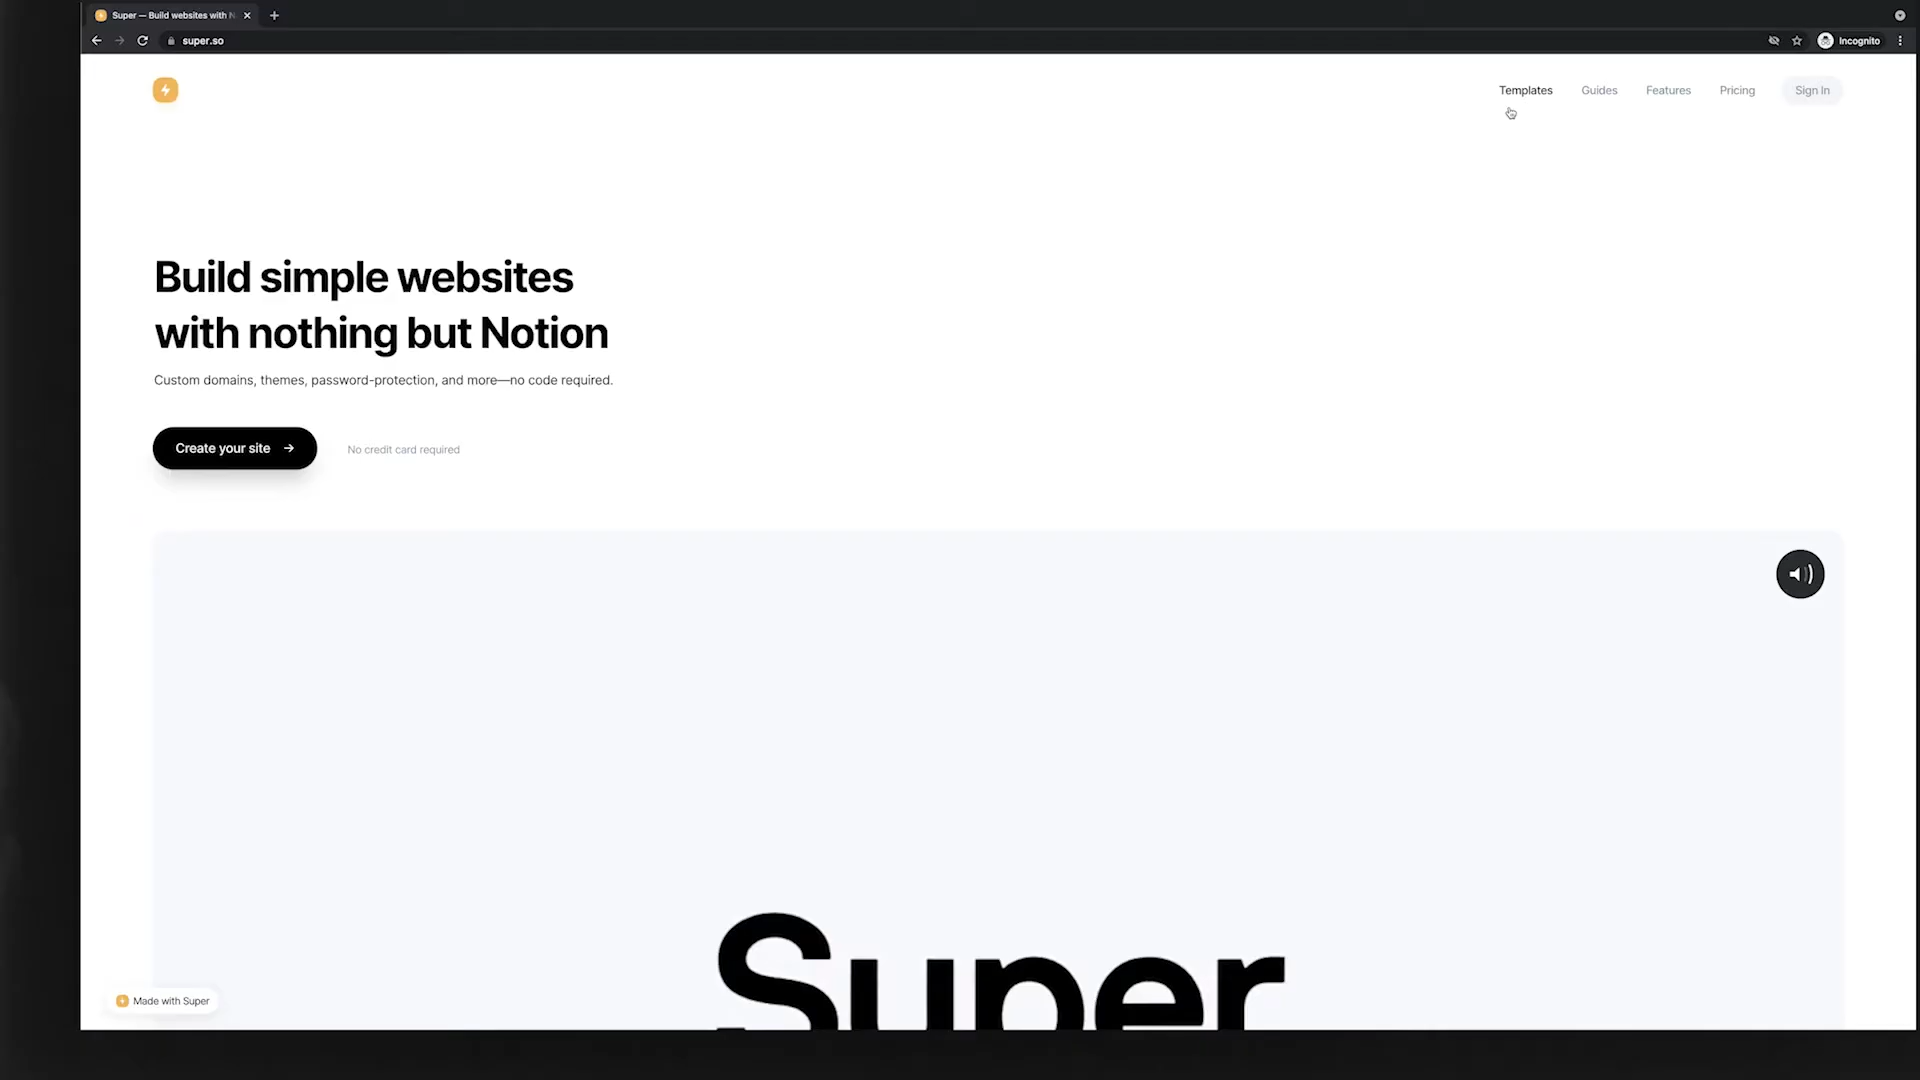 Super — Build websites with N
super.so
Incognito
Templates
Guides
Features
Pricing
Sign In
Build simple websites
with nothing but Notion
Custom domains, themes, password-protection, and more—no code required.
Create your site →
No credit card required
Super
Made with Super